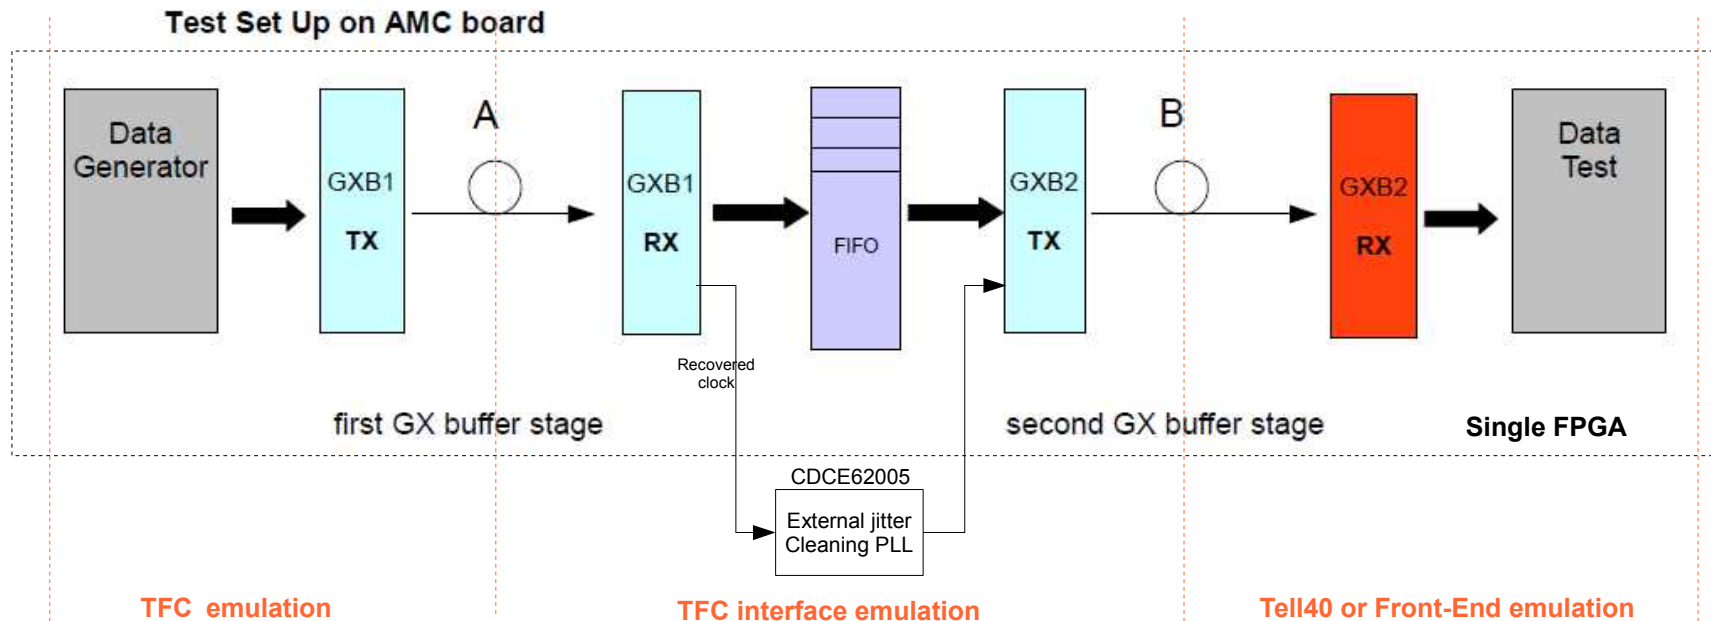 Test Set Up on AMC board
Data
Generator
GXB1
TX
A
GXB1
RX
FIFO
GXB2
TX
B
GXB2
RX
Data
Test
Recovered
clock
first GX buffer stage
second GX buffer stage
Single FPGA
CDCE62005
External jitter
Cleaning PLL
TFC emulation
TFC interface emulation
Tell40 or Front-End emulation